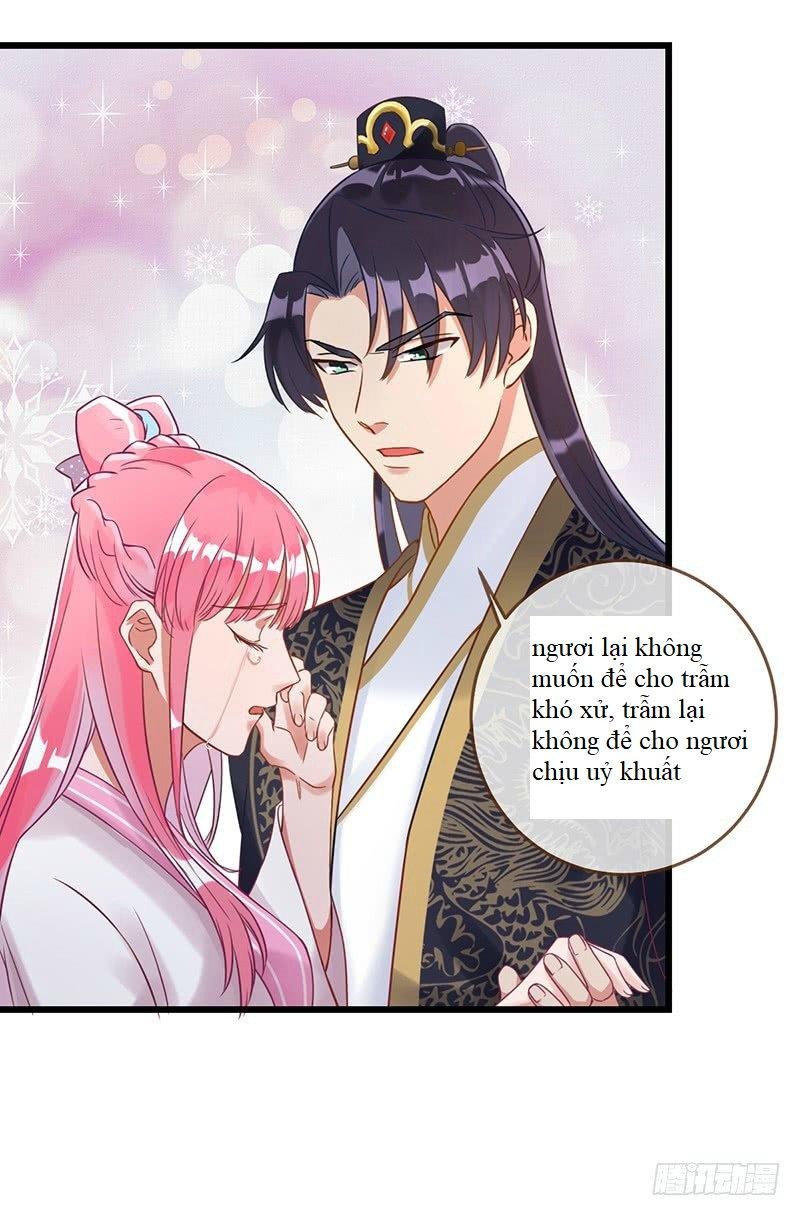 ngươi lại không
muốn để cho trẫm
khó xử, trẫm lại
không để cho ngươi
chịu uỷ khuất
腾讯动漫